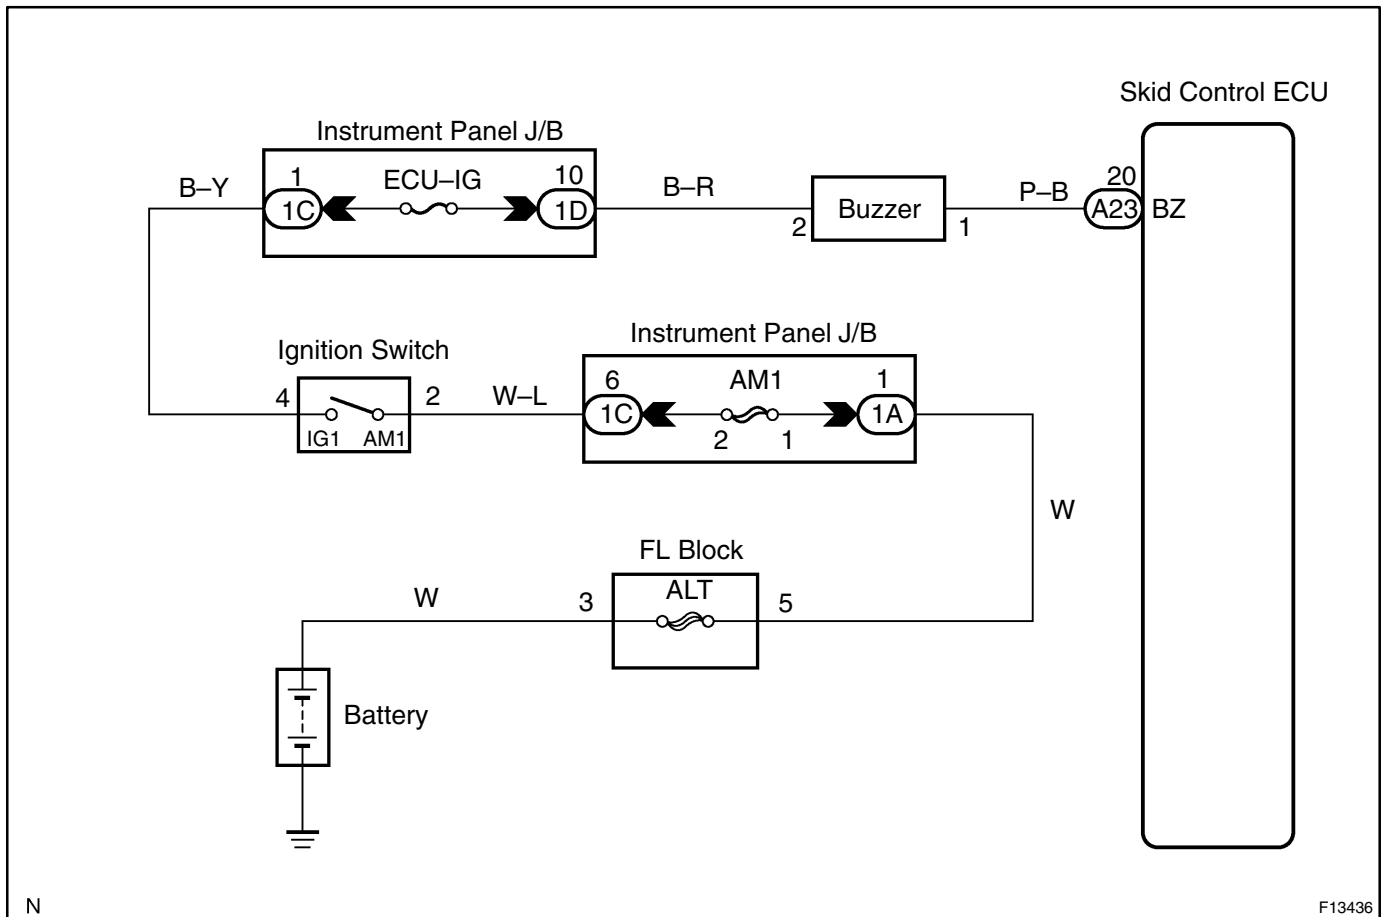 Skid Control ECU
Instrument Panel J/B
B–Y
1
1C
ECU–IG
10
1D
B–R
2
Buzzer
1
P–B
20
A23
BZ
Ignition Switch
4
IG1
AM1
2
W–L
Instrument Panel J/B
6
1C
AM1
2
1
1
1A
W
FL Block
W
3
ALT
5
Battery
N
F13436